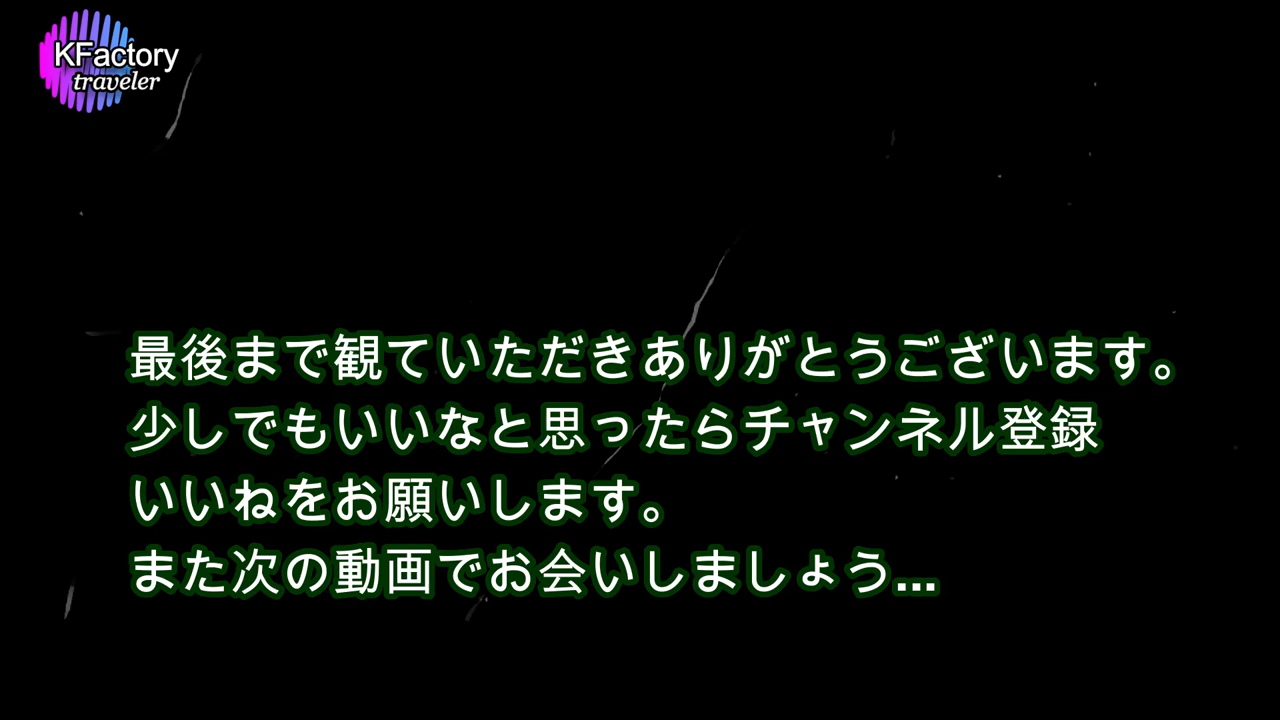 KFactory
traveler
最後まで観ていただきありがとうございます。
少しでもいいなと思ったらチャンネル登録
いいねをお願いします。
また次の動画でお会いしましょう...